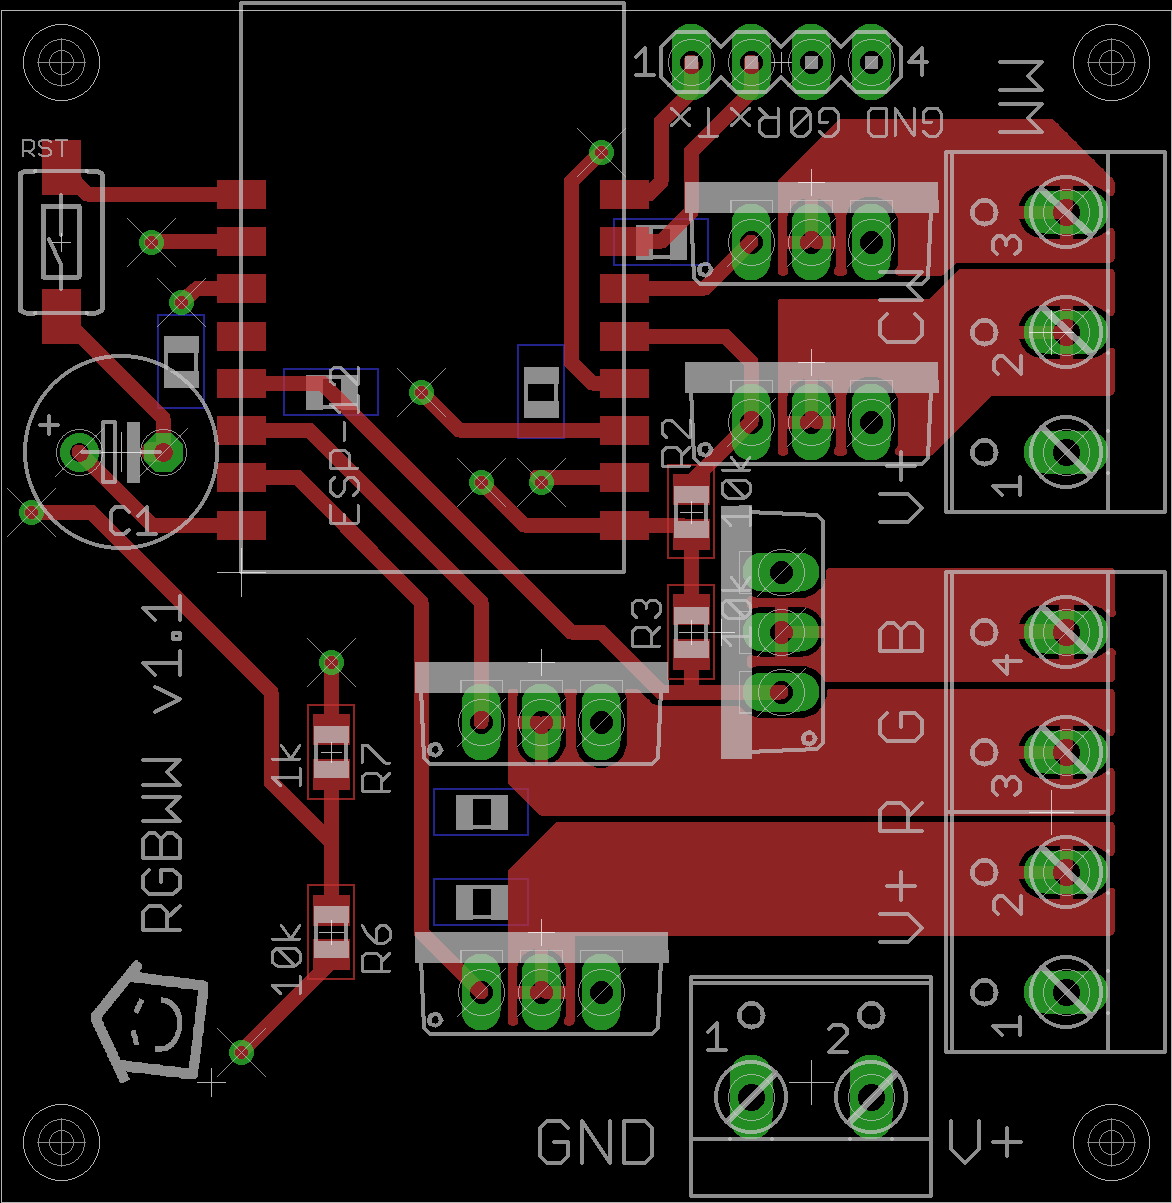 1
4
Tx Rx G0 GND
WW
RST
3
CW
2
ESP-12
V+
1
R2
10k
+
C1
R3
10k
B
4
RGBWW v1.1
G
3
1k
R7
R
2
V+
10k
R6
1
1
2
GND
V+